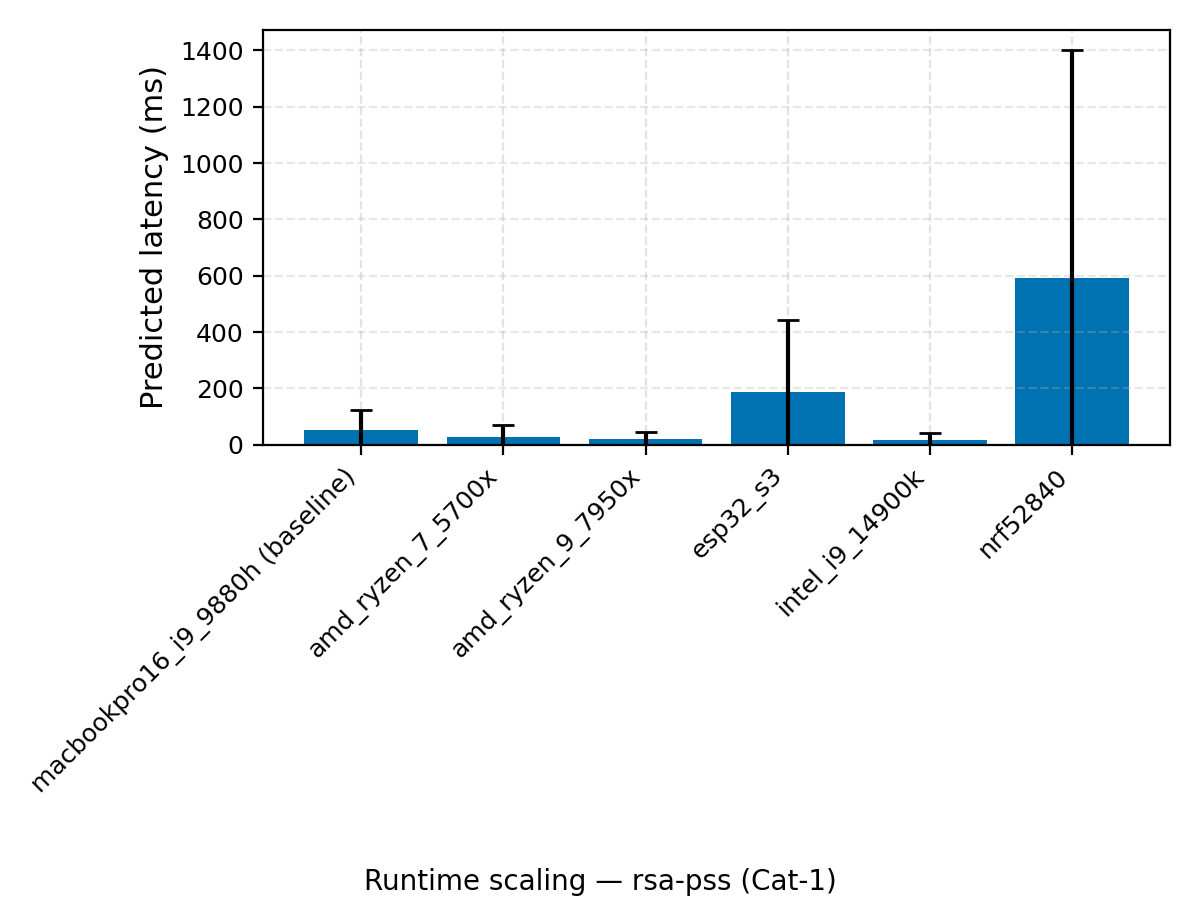 Predicted latency (ms)
1400
1200
1000
800
600
400
200
0
macbookpro16_i9_9880h (baseline)
amd_ryzen_7_5700x
amd_ryzen_9_7950x
esp32_s3
intel_i9_14900k
nrf52840
Runtime scaling — rsa-pss (Cat-1)